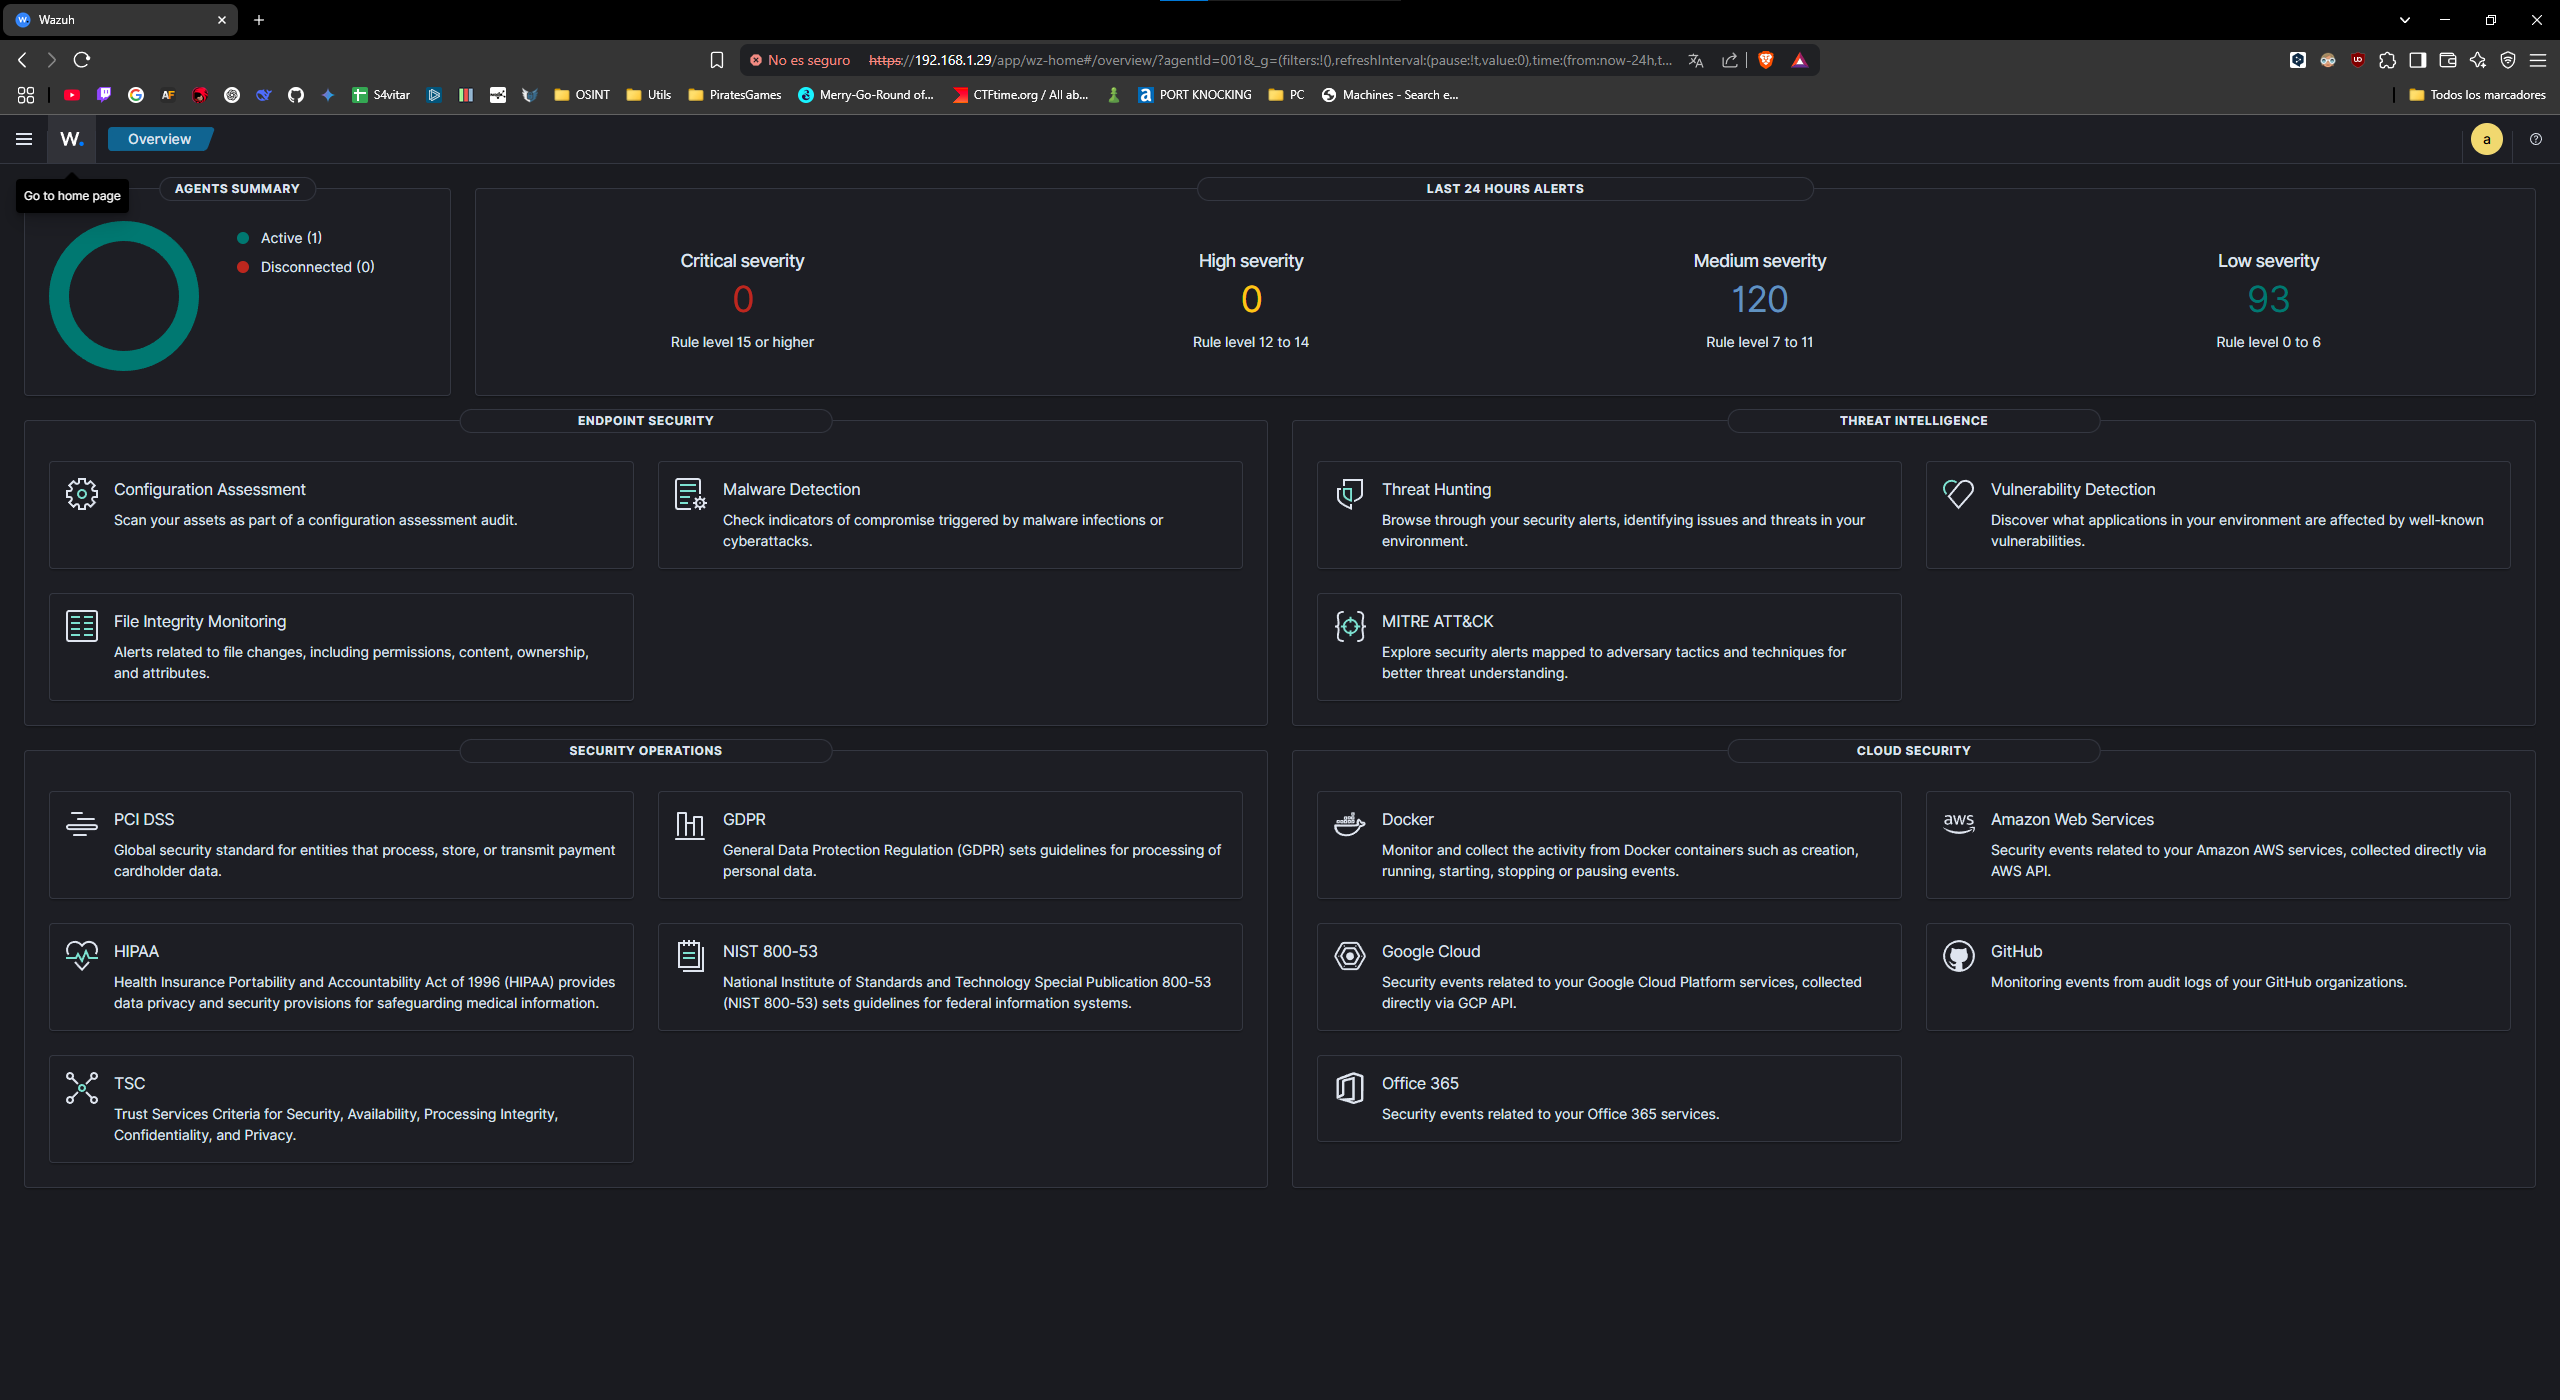 Wazuh
No es seguro https://192.168.1.29/app/wz-home#/overview/?agentId=001&_g=(filters:!(),refreshInterval:(pause:!t,value:0),time:(from:now-24h,t...
S4vitar OSINT Utils PiratesGames Merry-Go-Round of... CTFtime.org / All ab... PORT KNOCKING PC Machines - Search e... Todos los marcadores
W. Overview a
Go to home page
AGENTS SUMMARY
Active (1)
Disconnected (0)
LAST 24 HOURS ALERTS
Critical severity
0
Rule level 15 or higher
High severity
0
Rule level 12 to 14
Medium severity
120
Rule level 7 to 11
Low severity
93
Rule level 0 to 6
ENDPOINT SECURITY
Configuration Assessment
Scan your assets as part of a configuration assessment audit.
Malware Detection
Check indicators of compromise triggered by malware infections or
cyberattacks.
File Integrity Monitoring
Alerts related to file changes, including permissions, content, ownership,
and attributes.
THREAT INTELLIGENCE
Threat Hunting
Browse through your security alerts, identifying issues and threats in your
environment.
Vulnerability Detection
Discover what applications in your environment are affected by well-known
vulnerabilities.
MITRE ATT&CK
Explore security alerts mapped to adversary tactics and techniques for
better threat understanding.
SECURITY OPERATIONS
PCI DSS
Global security standard for entities that process, store, or transmit payment
cardholder data.
GDPR
General Data Protection Regulation (GDPR) sets guidelines for processing of
personal data.
HIPAA
Health Insurance Portability and Accountability Act of 1996 (HIPAA) provides
data privacy and security provisions for safeguarding medical information.
NIST 800-53
National Institute of Standards and Technology Special Publication 800-53
(NIST 800-53) sets guidelines for federal information systems.
TSC
Trust Services Criteria for Security, Availability, Processing Integrity,
Confidentiality, and Privacy.
CLOUD SECURITY
Docker
Monitor and collect the activity from Docker containers such as creation,
running, starting, stopping or pausing events.
aws
Amazon Web Services
Security events related to your Amazon AWS services, collected directly via
AWS API.
Google Cloud
Security events related to your Google Cloud Platform services, collected
directly via GCP API.
GitHub
Monitoring events from audit logs of your GitHub organizations.
Office 365
Security events related to your Office 365 services.